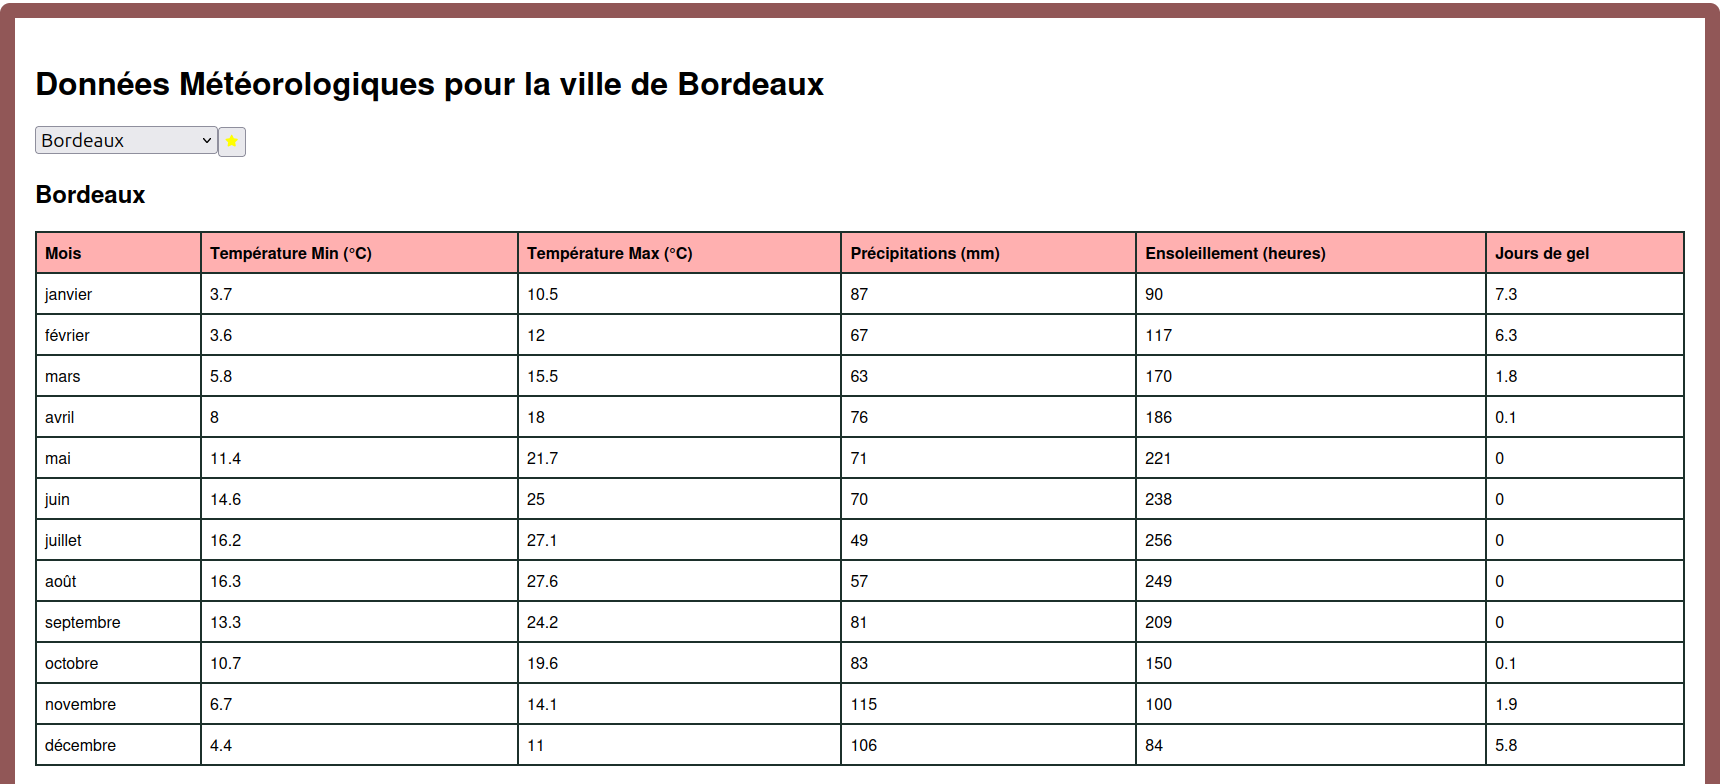 Données Météorologiques pour la ville de Bordeaux
Bordeaux
Bordeaux
Mois Température Min (°C) Température Max (°C) Précipitations (mm) Ensoleillement (heures) Jours de gel
janvier 3.7 10.5 87 90 7.3
février 3.6 12 67 117 6.3
mars 5.8 15.5 63 170 1.8
avril 8 18 76 186 0.1
mai 11.4 21.7 71 221 0
juin 14.6 25 70 238 0
juillet 16.2 27.1 49 256 0
août 16.3 27.6 57 249 0
septembre 13.3 24.2 81 209 0
octobre 10.7 19.6 83 150 0.1
novembre 6.7 14.1 115 100 1.9
décembre 4.4 11 106 84 5.8